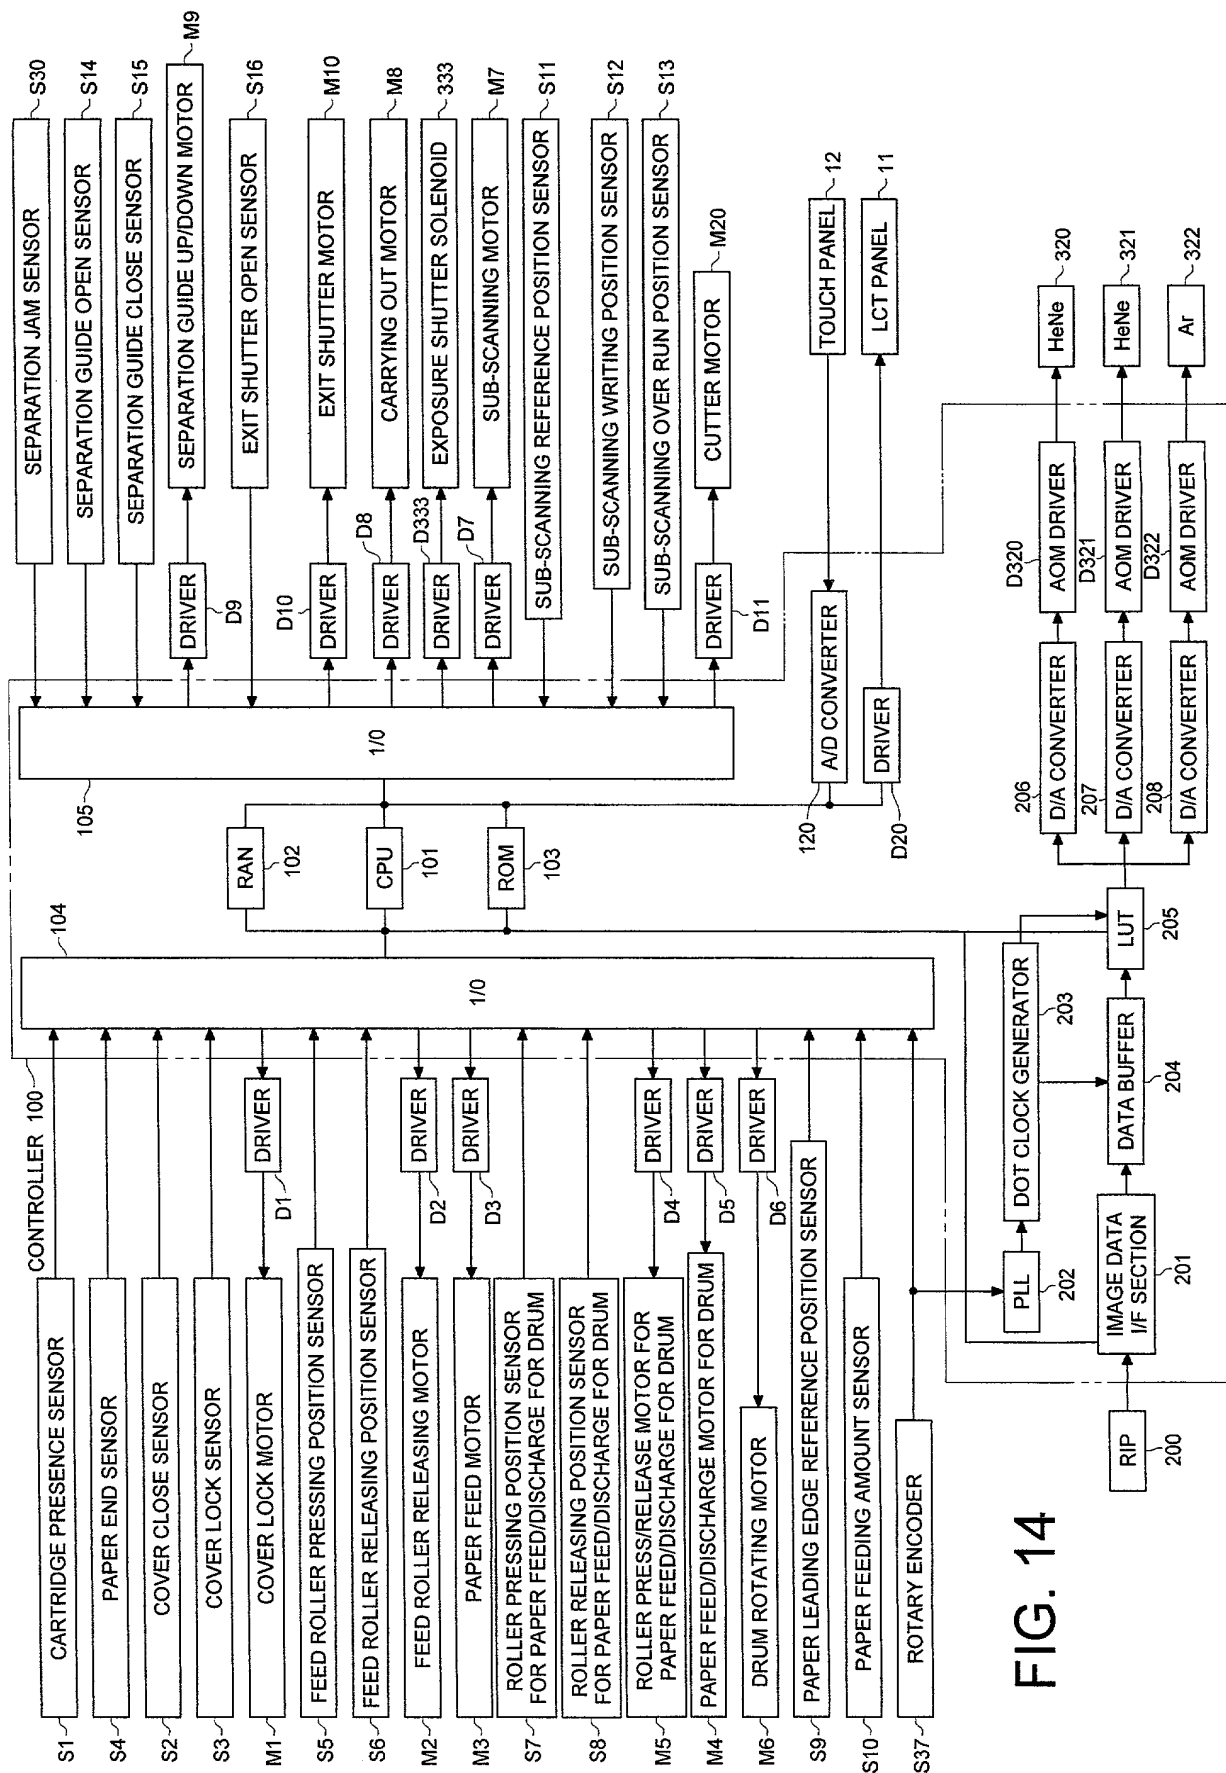 FIG. 14
CONTROLLER 100
S1
CARTRIDGE PRESENCE SENSOR
S4
PAPER END SENSOR
S2
COVER CLOSE SENSOR
S3
COVER LOCK SENSOR
M1
COVER LOCK MOTOR
DRIVER
D1
S5
FEED ROLLER PRESSING POSITION SENSOR
S6
FEED ROLLER RELEASING POSITION SENSOR
M2
FEED ROLLER RELEASING MOTOR
DRIVER
D2
M3
PAPER FEED MOTOR
DRIVER
D3
S7
ROLLER PRESSING POSITION SENSOR
FOR PAPER FEED/DISCHARGE FOR DRUM
S8
ROLLER RELEASING POSITION SENSOR
FOR PAPER FEED/DISCHARGE FOR DRUM
M5
ROLLER PRESS/RELEASE MOTOR FOR
PAPER FEED/DISCHARGE FOR DRUM
DRIVER
D4
M4
PAPER FEED/DISCHARGE MOTOR FOR DRUM
DRIVER
D5
M6
DRUM ROTATING MOTOR
DRIVER
D6
S9
PAPER LEADING EDGE REFERENCE POSITION SENSOR
S10
PAPER FEEDING AMOUNT SENSOR
S37
ROTARY ENCODER
104
1/0
RAN
102
CPU
101
ROM
103
105
1/0
SEPARATION JAM SENSOR
S30
SEPARATION GUIDE OPEN SENSOR
S14
SEPARATION GUIDE CLOSE SENSOR
S15
DRIVER
D9
SEPARATION GUIDE UP/DOWN MOTOR
M9
EXIT SHUTTER OPEN SENSOR
S16
DRIVER
D10
EXIT SHUTTER MOTOR
M10
DRIVER
D8
CARRYING OUT MOTOR
M8
DRIVER
D333
EXPOSURE SHUTTER SOLENOID
333
DRIVER
D7
SUB-SCANNING MOTOR
M7
SUB-SCANNING REFERENCE POSITION SENSOR
S11
SUB-SCANNING WRITING POSITION SENSOR
S12
SUB-SCANNING OVER RUN POSITION SENSOR
S13
DRIVER
D11
CUTTER MOTOR
M20
A/D CONVERTER
120
TOUCH PANEL
12
DRIVER
D20
LCT PANEL
11
RIP
200
IMAGE DATA
I/F SECTION
201
PLL
202
DOT CLOCK GENERATOR
203
DATA BUFFER
204
LUT
205
206
D/A CONVERTER
D320
AOM DRIVER
HeNe
320
207
D/A CONVERTER
D321
AOM DRIVER
HeNe
321
208
D/A CONVERTER
D322
AOM DRIVER
Ar
322